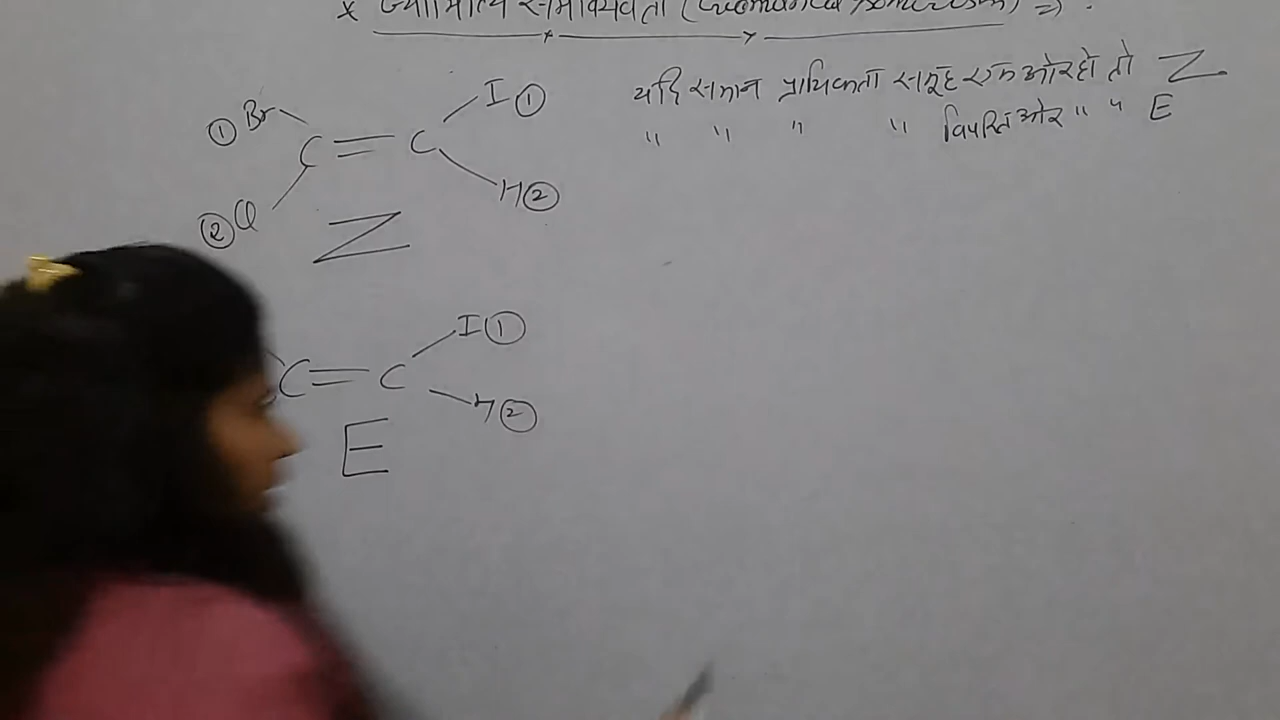 * ज्यामितीय समावयवता (Geometrical Isomerism) ⇒
यदि समान प्राथमिकता समूह एक ओर हो तो Z
" " " " विपरित ओर " " E
① Br I ①
C = C
② Cl H ②
Z
I ①
C = C
H ②
E